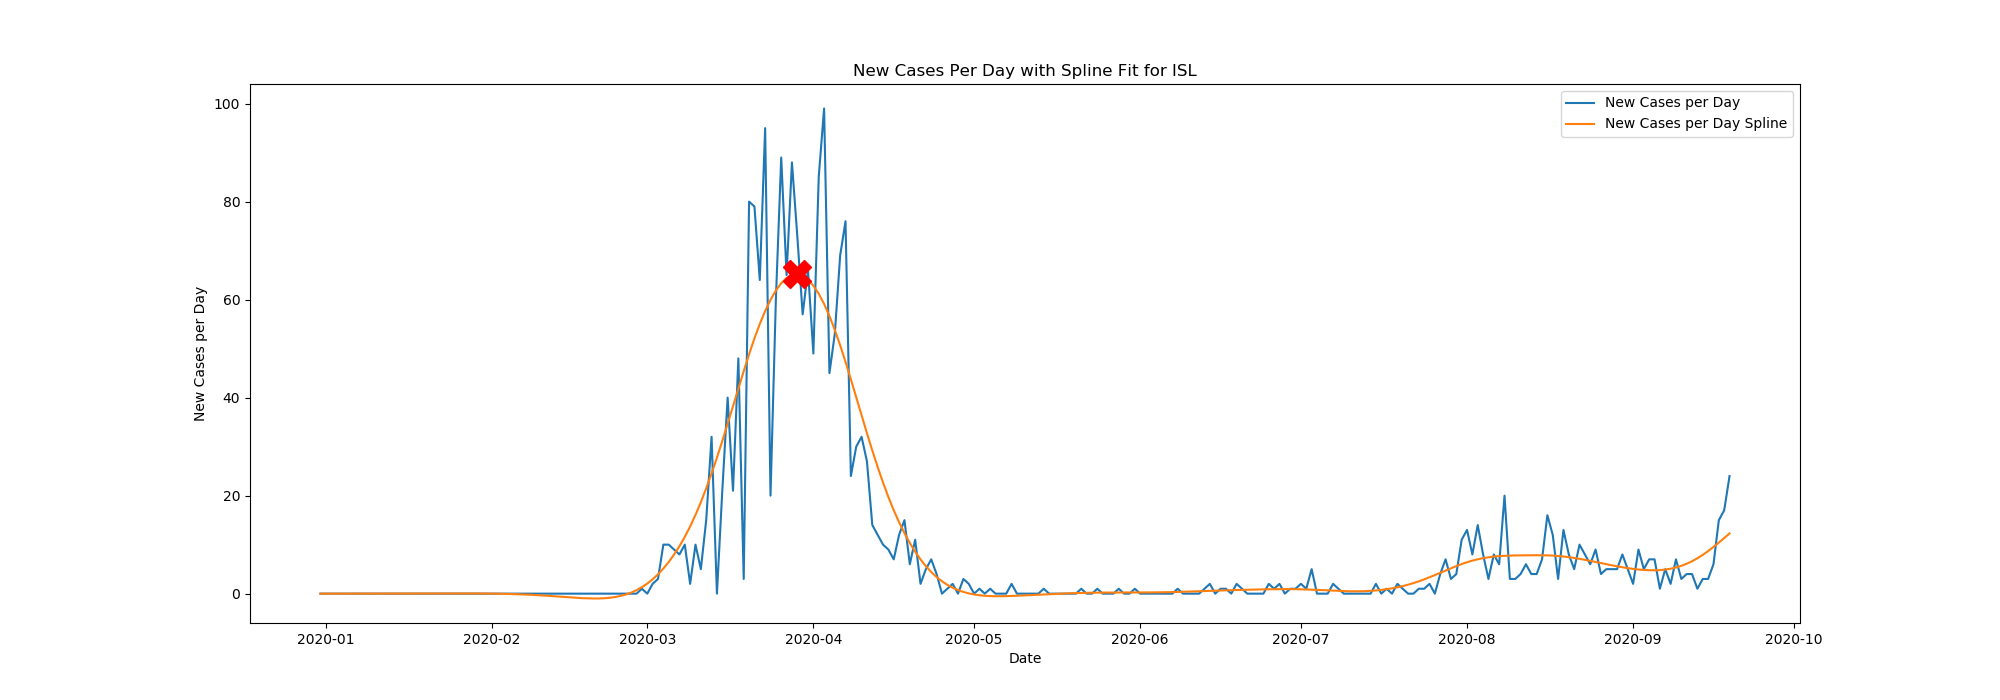 New Cases Per Day with Spline Fit for ISL
New Cases per Day
New Cases per Day Spline
100
80
60
40
20
0
New Cases per Day
2020-01 2020-02 2020-03 2020-04 2020-05 2020-06 2020-07 2020-08 2020-09 2020-10
Date